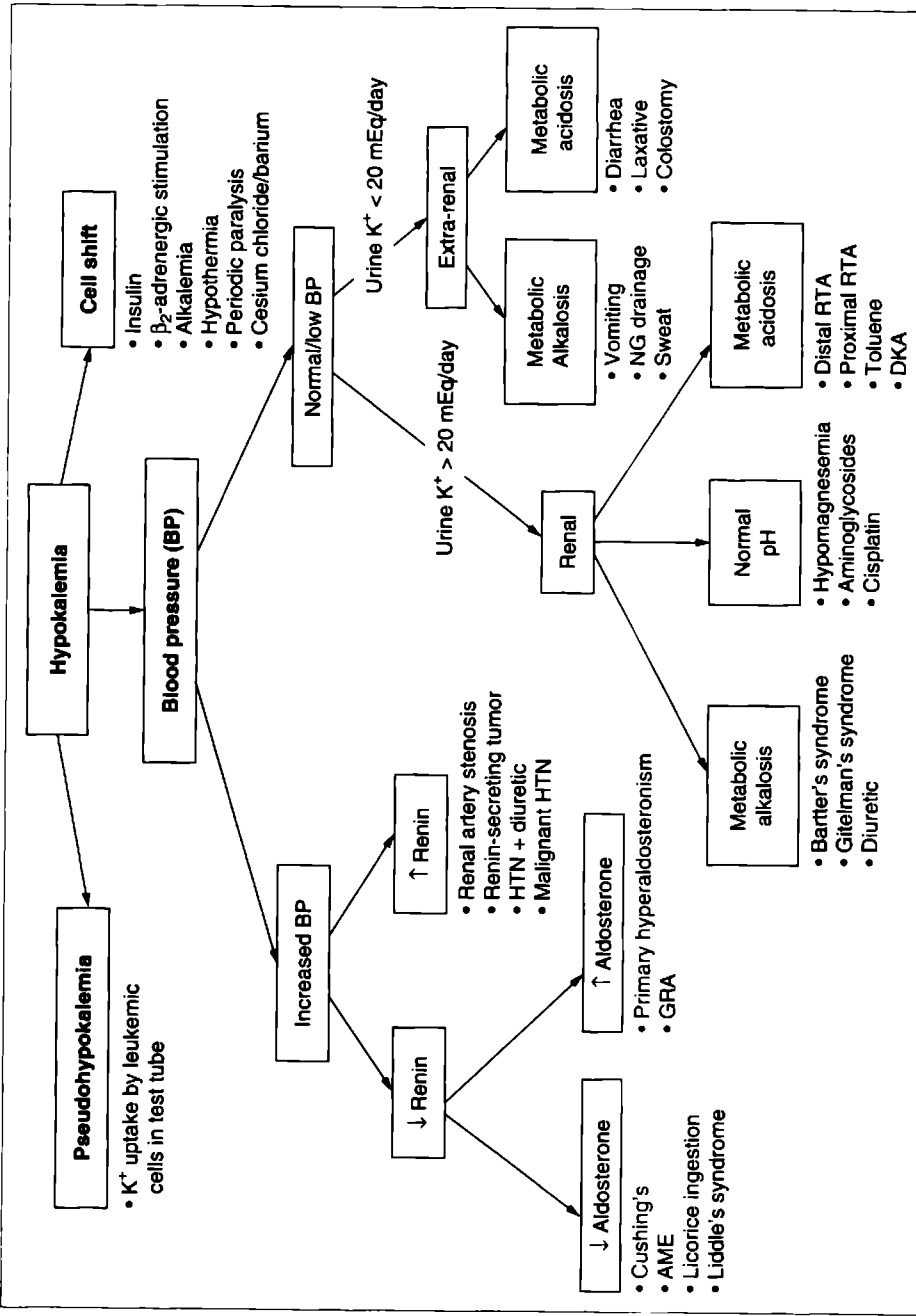 Hypokalemia
Pseudohypokalemia
• K⁺ uptake by leukemic
cells in test tube
Cell shift
• Insulin
• β₂-adrenergic stimulation
• Alkalemia
• Hypothermia
• Periodic paralysis
• Cesium chloride/barium
Blood pressure (BP)
Increased BP
Normal/low BP
↓ Renin
↑ Renin
• Renal artery stenosis
• Renin-secreting tumor
• HTN + diuretic
• Malignant HTN
↓ Aldosterone
• Cushing's
• AME
• Licorice ingestion
• Liddle's syndrome
↑ Aldosterone
• Primary hyperaldosteronism
• GRA
Urine K⁺ > 20 mEq/day
Urine K⁺ < 20 mEq/day
Renal
Extra-renal
Metabolic
Alkalosis
• Vomiting
• NG drainage
• Sweat
Metabolic
acidosis
• Diarrhea
• Laxative
• Colostomy
Metabolic
alkalosis
• Bartter's syndrome
• Gitelman's syndrome
• Diuretic
Normal
pH
• Hypomagnesemia
• Aminoglycosides
• Cisplatin
Metabolic
acidosis
• Distal RTA
• Proximal RTA
• Toluene
• DKA